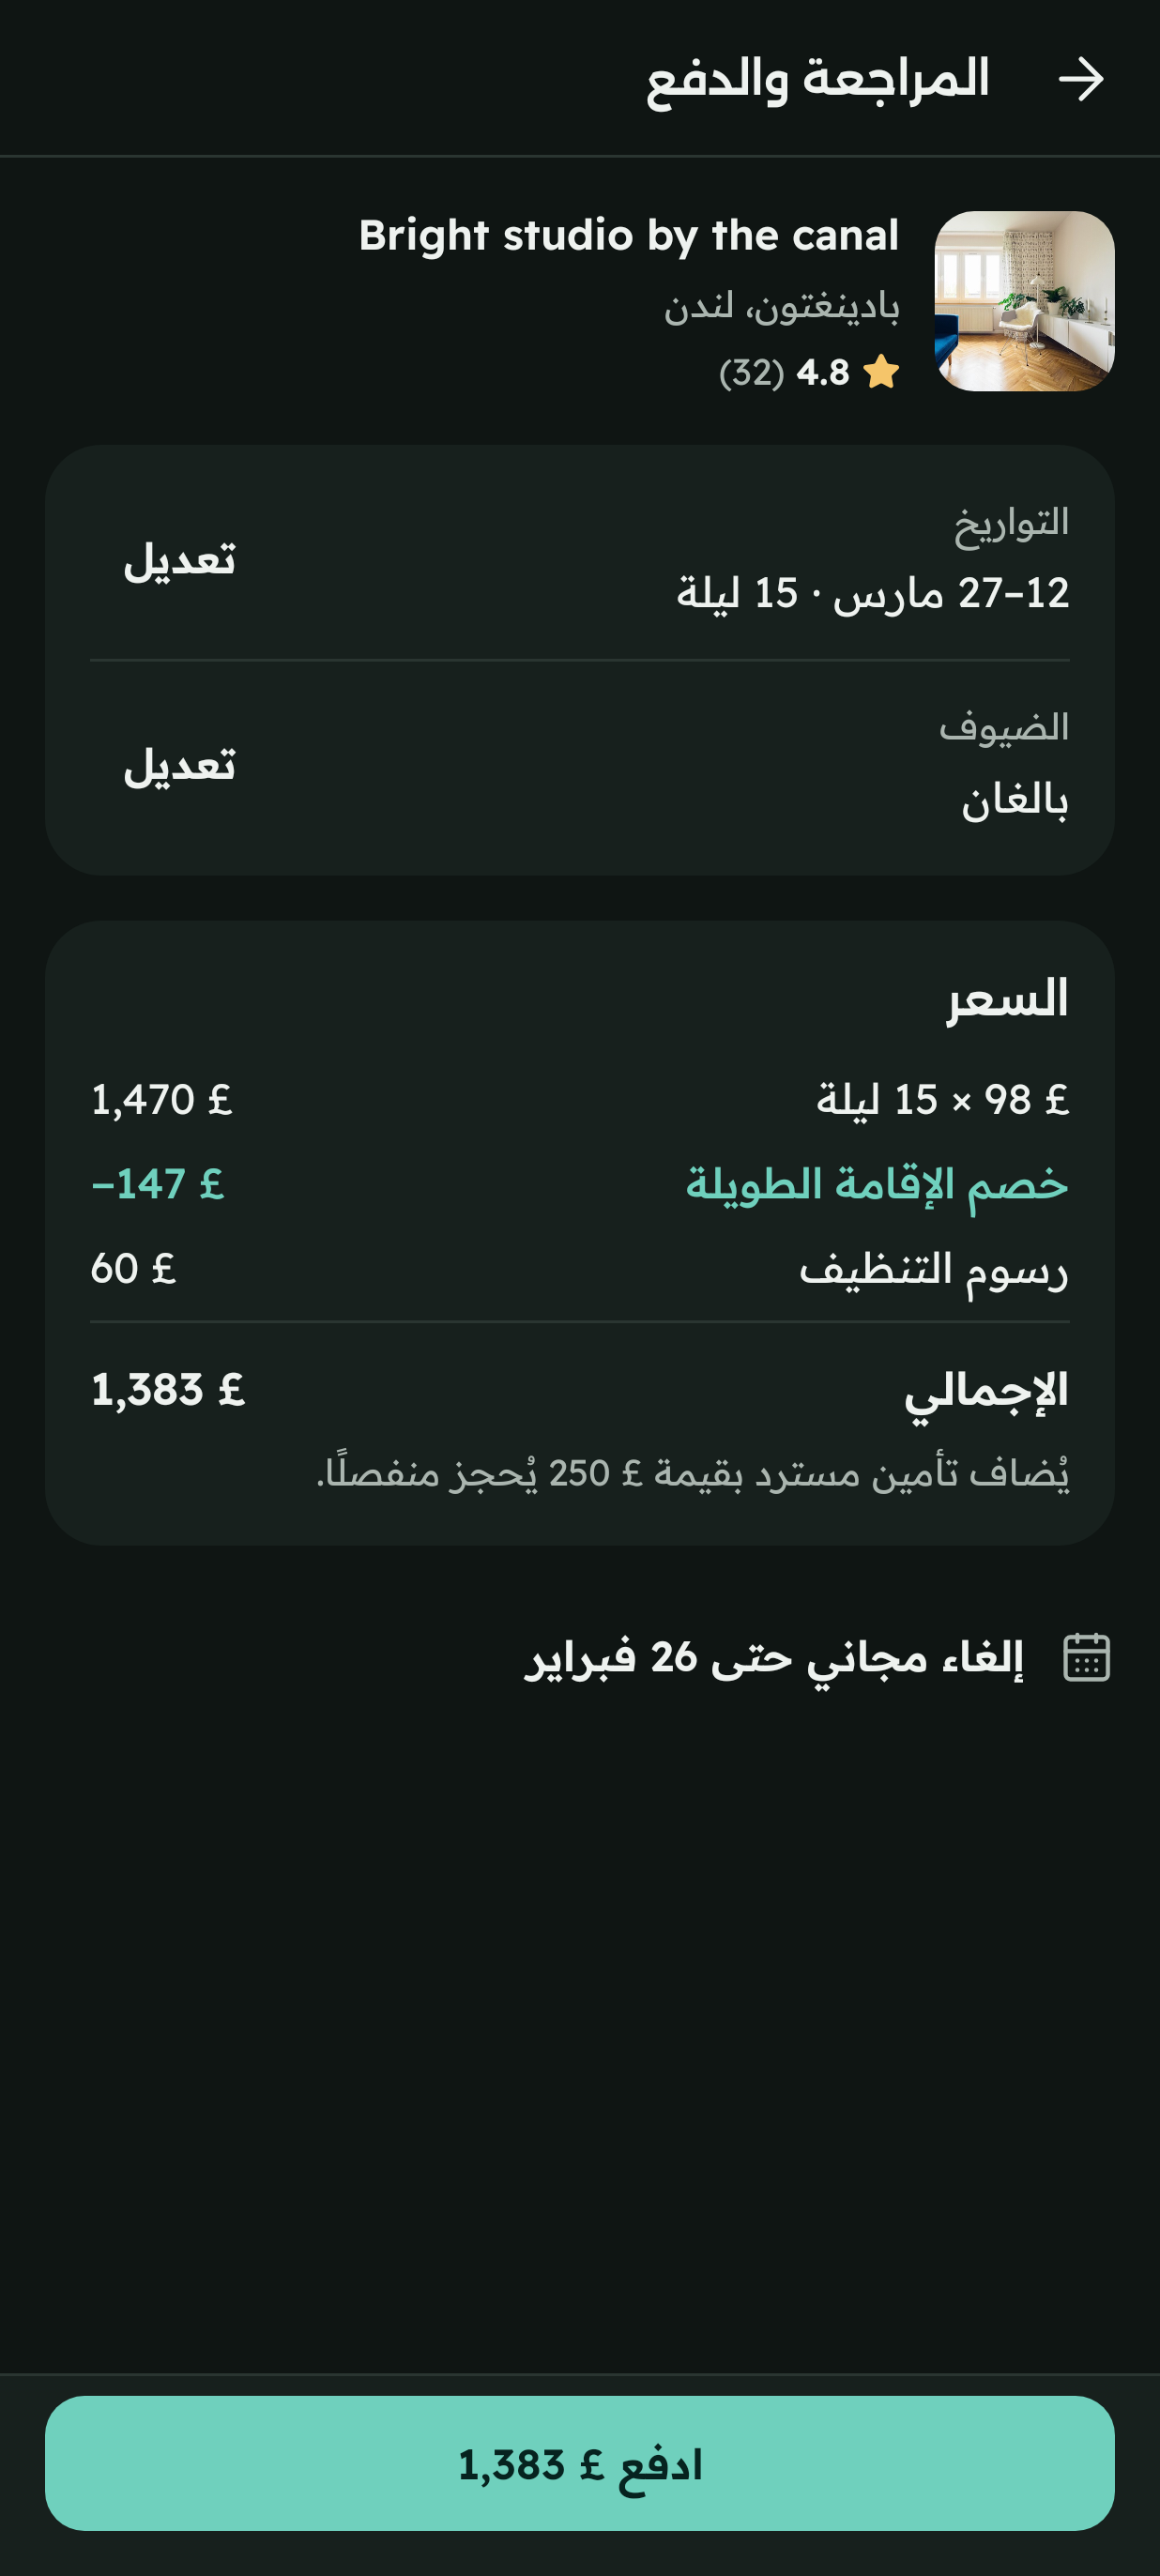 المراجعة والدفع
Bright studio by the canal
بادينغتون، لندن
4.8 (32)
التواريخ
12–27 مارس · 15 ليلة
تعديل
الضيوف
بالغان
تعديل
السعر
£ 98 × 15 ليلة
£ 1,470
خصم الإقامة الطويلة
£ 147−
رسوم التنظيف
£ 60
الإجمالي
£ 1,383
يُضاف تأمين مسترد بقيمة £ 250 يُحجز منفصلًا.
إلغاء مجاني حتى 26 فبراير
ادفع £ 1,383